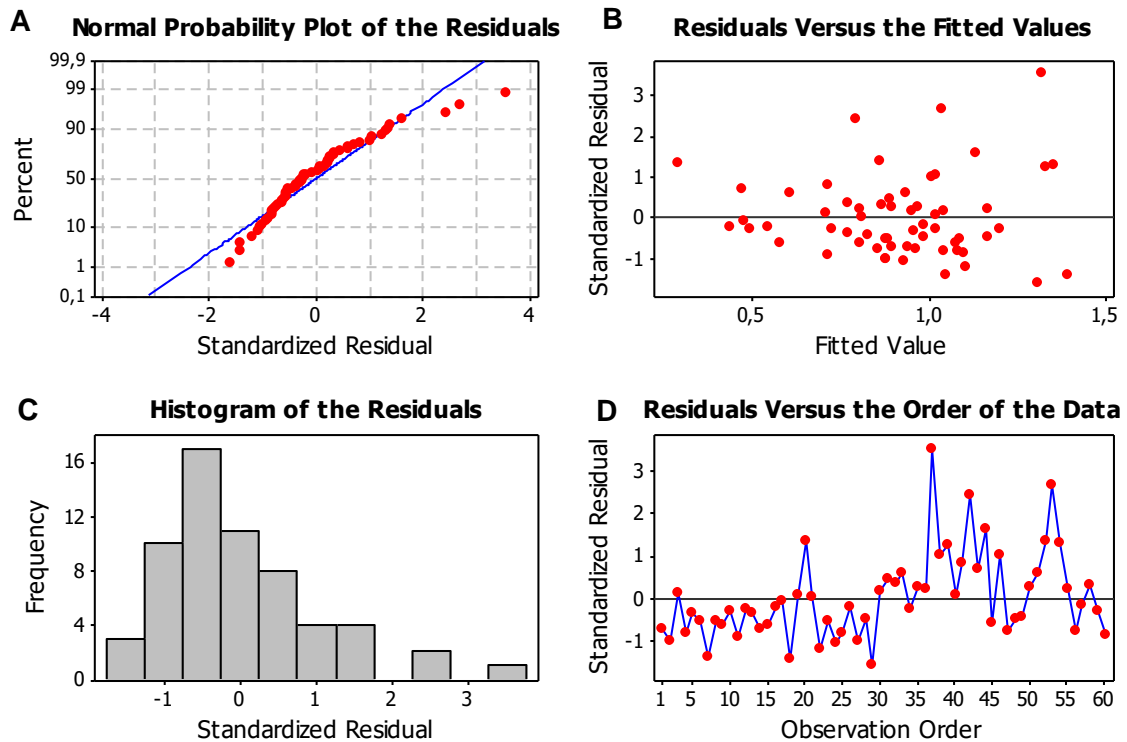 A Normal Probability Plot of the Residuals
99,9
99
90
50
10
1
0,1
Percent
-4 -2 0 2 4
Standardized Residual
B Residuals Versus the Fitted Values
3
2
1
0
-1
Standardized Residual
0,5 1,0 1,5
Fitted Value
C Histogram of the Residuals
16
12
8
4
0
Frequency
-1 0 1 2 3
Standardized Residual
D Residuals Versus the Order of the Data
3
2
1
0
-1
Standardized Residual
1 5 10 15 20 25 30 35 40 45 50 55 60
Observation Order